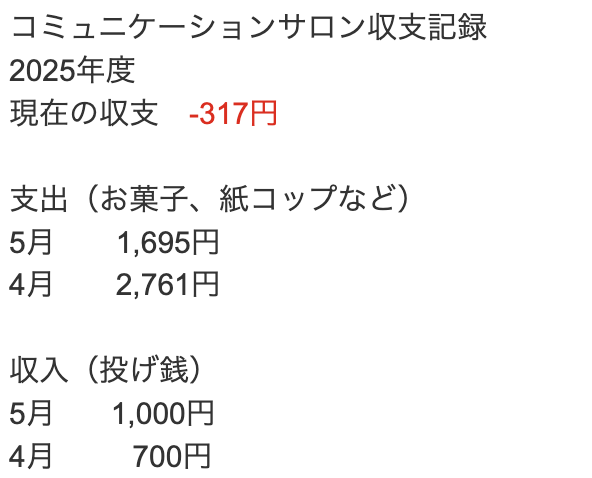 コミュニケーションサロン収支記録
2025年度
現在の収支　-317円
支出（お菓子、紙コップなど）
5月　　1,695円
4月　　2,761円
収入（投げ銭）
5月　　1,000円
4月　　 700円